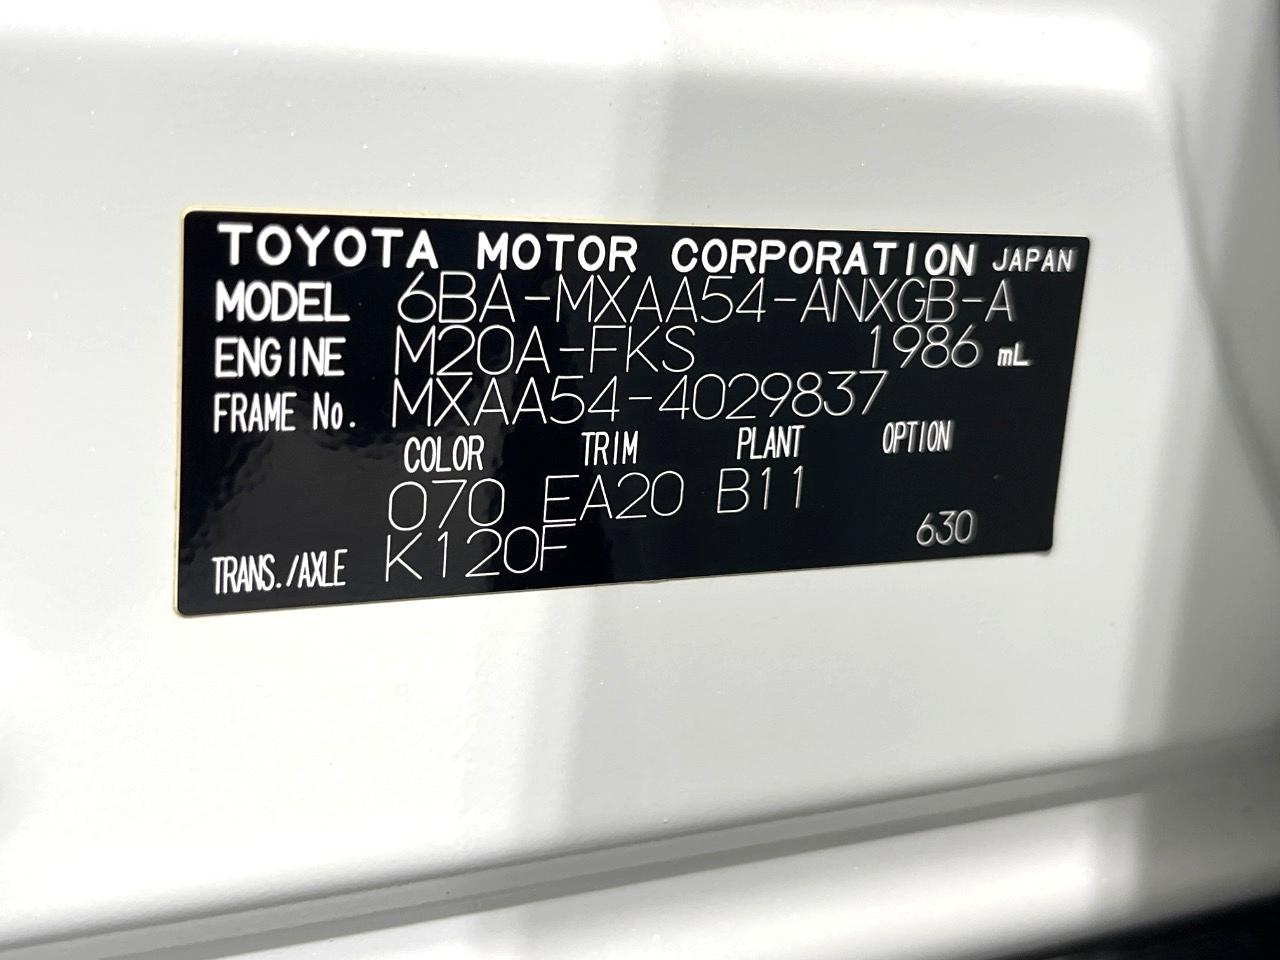 TOYOTA MOTOR CORPORATION JAPAN
MODEL 6BA-MXAA54-ANXGB-A
ENGINE M20A-FKS 1986 mL
FRAME No. MXAA54-4029837
COLOR TRIM PLANT OPTION
070 EA20 B11
TRANS./AXLE K120F 630